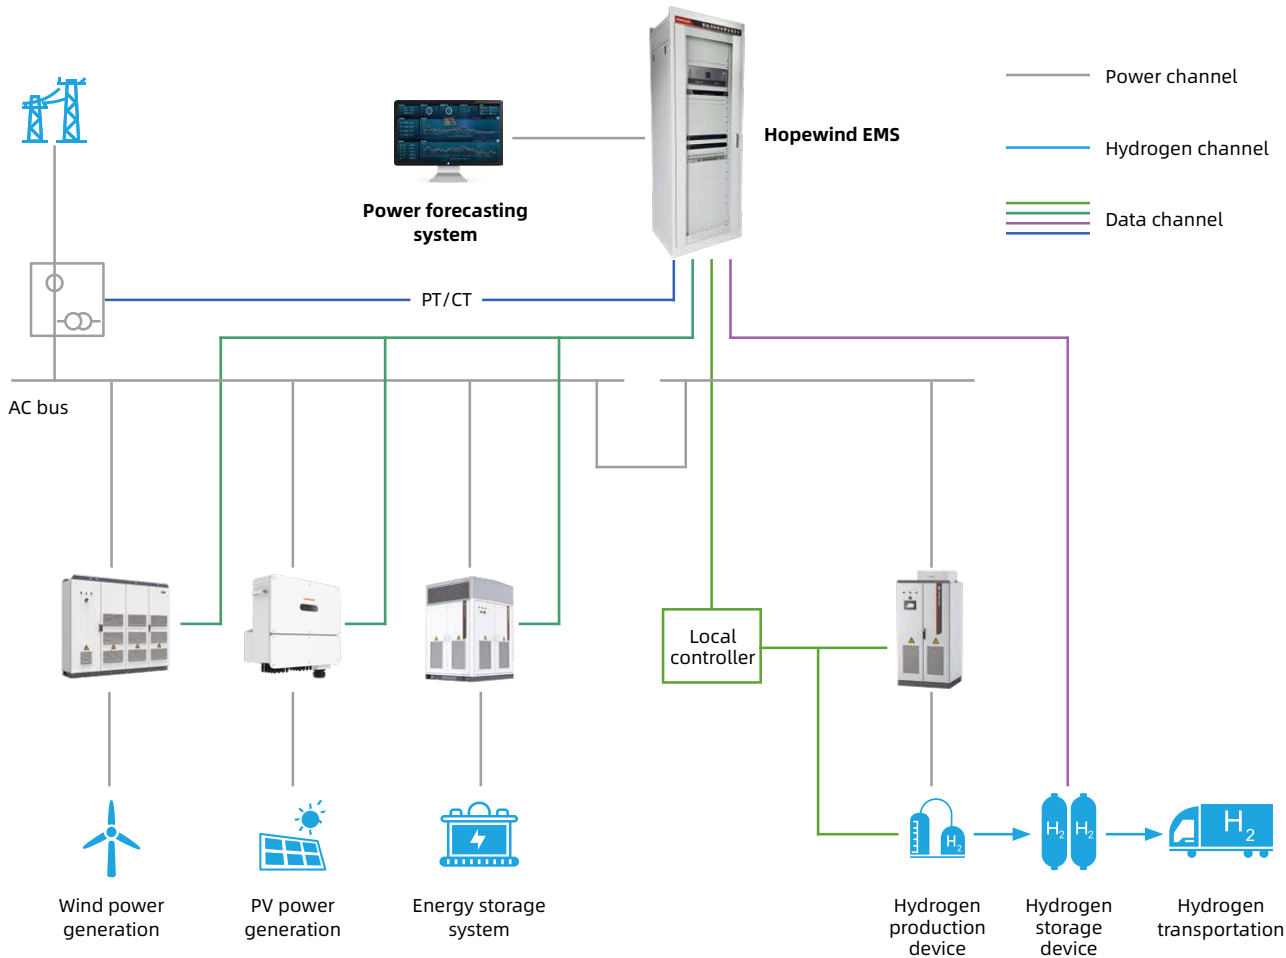 Power channel
Hopewind EMS
Hydrogen channel
Power forecasting
system
Data channel
PT/CT
AC bus
Local
controller
H2
H2
H2
H2
Wind power
generation
PV power
generation
Energy storage
system
Hydrogen
production
device
Hydrogen
storage
device
Hydrogen
transportation